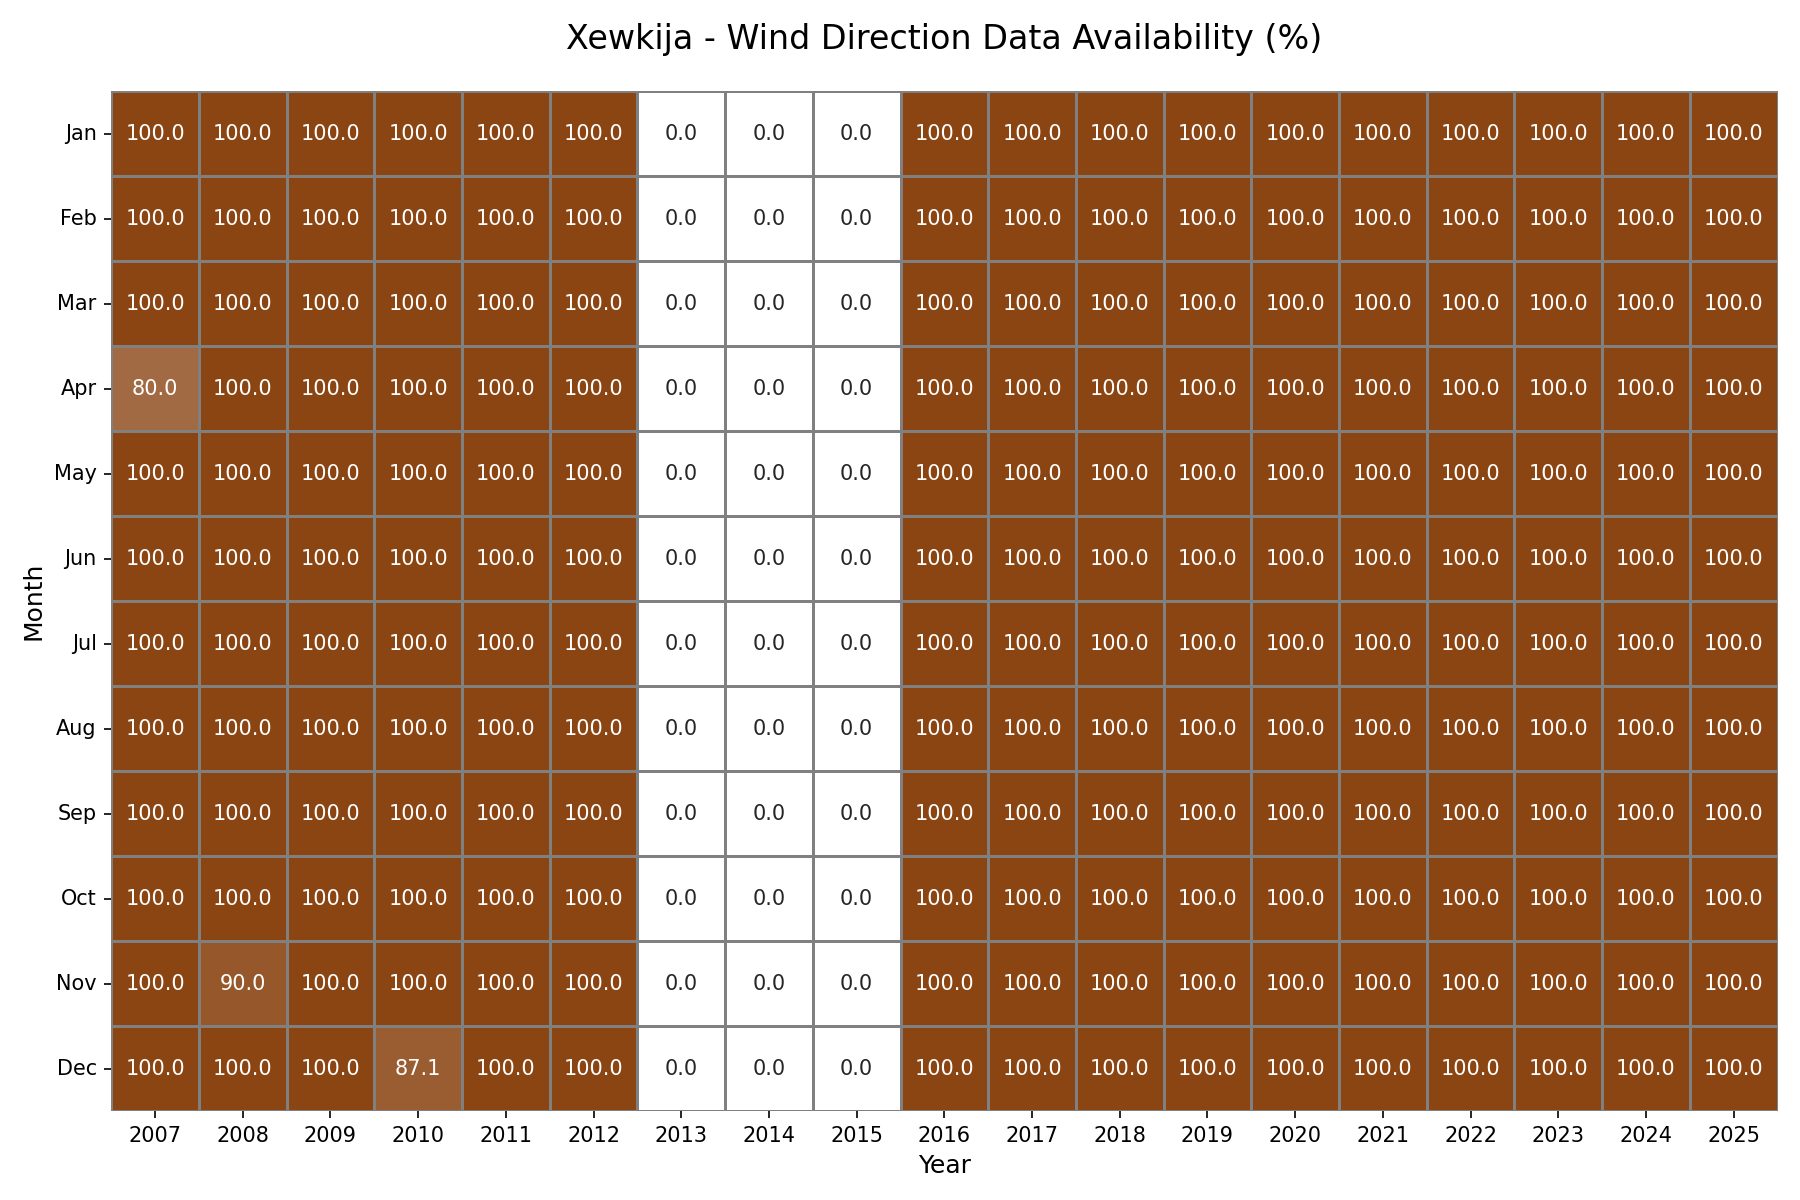 Xewkija - Wind Direction Data Availability (%)
Jan 100.0 100.0 100.0 100.0 100.0 100.0 0.0 0.0 0.0 100.0 100.0 100.0 100.0 100.0 100.0 100.0 100.0 100.0 100.0
Feb 100.0 100.0 100.0 100.0 100.0 100.0 0.0 0.0 0.0 100.0 100.0 100.0 100.0 100.0 100.0 100.0 100.0 100.0 100.0
Mar 100.0 100.0 100.0 100.0 100.0 100.0 0.0 0.0 0.0 100.0 100.0 100.0 100.0 100.0 100.0 100.0 100.0 100.0 100.0
Apr 80.0 100.0 100.0 100.0 100.0 100.0 0.0 0.0 0.0 100.0 100.0 100.0 100.0 100.0 100.0 100.0 100.0 100.0 100.0
May 100.0 100.0 100.0 100.0 100.0 100.0 0.0 0.0 0.0 100.0 100.0 100.0 100.0 100.0 100.0 100.0 100.0 100.0 100.0
Jun 100.0 100.0 100.0 100.0 100.0 100.0 0.0 0.0 0.0 100.0 100.0 100.0 100.0 100.0 100.0 100.0 100.0 100.0 100.0
Jul 100.0 100.0 100.0 100.0 100.0 100.0 0.0 0.0 0.0 100.0 100.0 100.0 100.0 100.0 100.0 100.0 100.0 100.0 100.0
Aug 100.0 100.0 100.0 100.0 100.0 100.0 0.0 0.0 0.0 100.0 100.0 100.0 100.0 100.0 100.0 100.0 100.0 100.0 100.0
Sep 100.0 100.0 100.0 100.0 100.0 100.0 0.0 0.0 0.0 100.0 100.0 100.0 100.0 100.0 100.0 100.0 100.0 100.0 100.0
Oct 100.0 100.0 100.0 100.0 100.0 100.0 0.0 0.0 0.0 100.0 100.0 100.0 100.0 100.0 100.0 100.0 100.0 100.0 100.0
Nov 100.0 90.0 100.0 100.0 100.0 100.0 0.0 0.0 0.0 100.0 100.0 100.0 100.0 100.0 100.0 100.0 100.0 100.0 100.0
Dec 100.0 100.0 100.0 87.1 100.0 100.0 0.0 0.0 0.0 100.0 100.0 100.0 100.0 100.0 100.0 100.0 100.0 100.0 100.0
2007 2008 2009 2010 2011 2012 2013 2014 2015 2016 2017 2018 2019 2020 2021 2022 2023 2024 2025
Year
Month